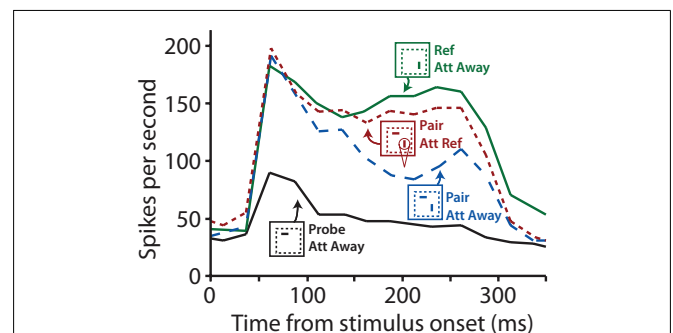 200
Ref
Att Away
150
Pair
Att Ref
100
Pair
Att Away
50
Probe
Att Away
0
0
100
200
300
Spikes per second
Time from stimulus onset (ms)